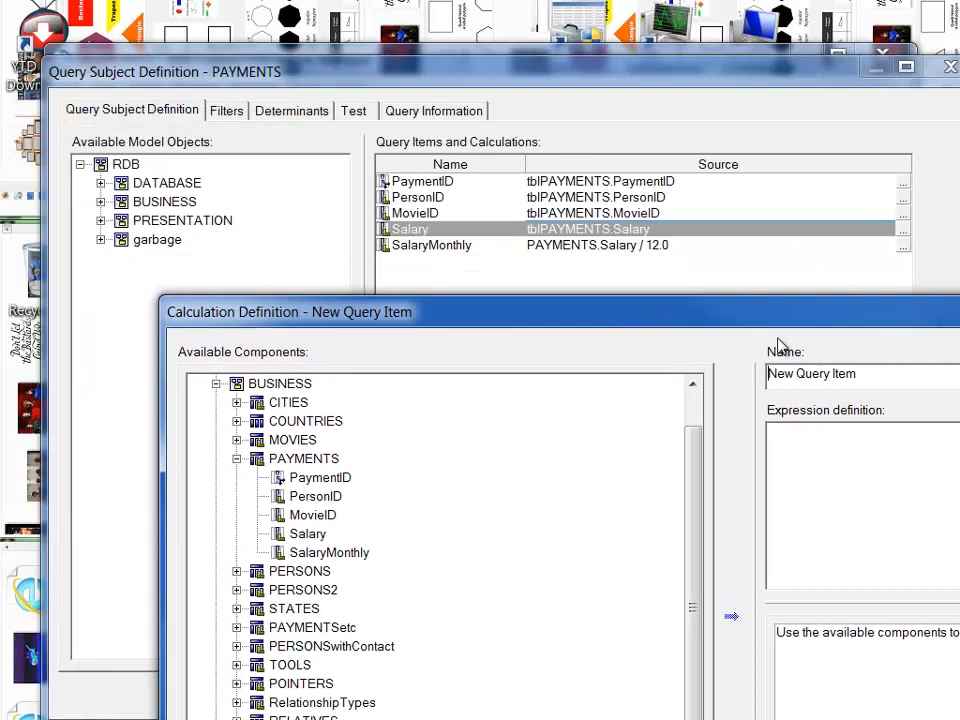 YTD
Down
Query Subject Definition - PAYMENTS
Query Subject Definition
Filters
Determinants
Test
Query Information
Available Model Objects:
RDB
DATABASE
BUSINESS
PRESENTATION
garbage
Query Items and Calculations:
Name Source
PaymentID tblPAYMENTS.PaymentID ...
PersonID tblPAYMENTS.PersonID ...
MovieID tblPAYMENTS.MovieID ...
Salary tblPAYMENTS.Salary ...
SalaryMonthly PAYMENTS.Salary / 12.0 ...
Recyc
Calculation Definition - New Query Item
Available Components:
BUSINESS
CITIES
COUNTRIES
MOVIES
PAYMENTS
PaymentID
PersonID
MovieID
Salary
SalaryMonthly
PERSONS
PERSONS2
STATES
PAYMENTSetc
PERSONSwithContact
TOOLS
POINTERS
RelationshipTypes
RELATIVES
Name:
New Query Item
Expression definition:
Use the available components to